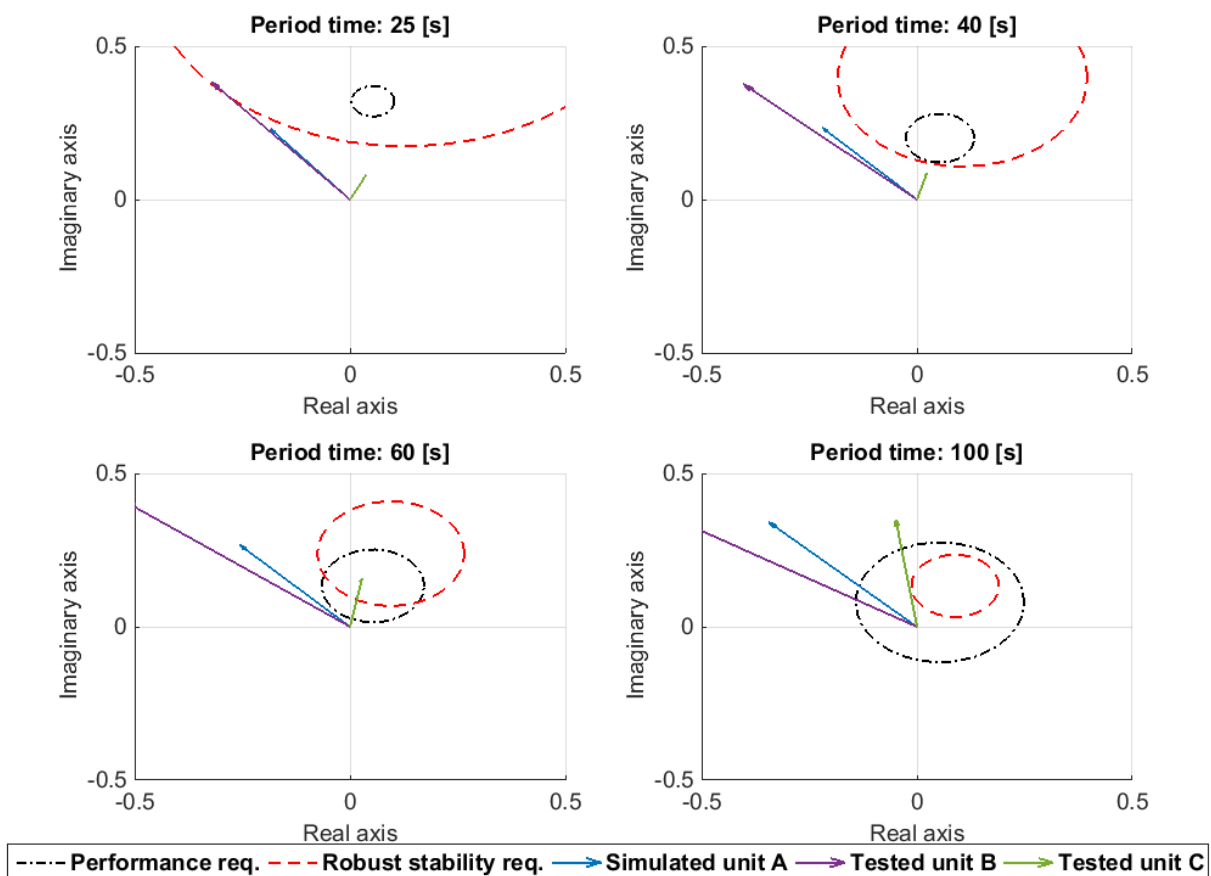 Period time: 25 [s]
0.5
0
-0.5
-0.5
0
0.5
Imaginary axis
Real axis
Period time: 40 [s]
0.5
0
-0.5
-0.5
0
0.5
Imaginary axis
Real axis
Period time: 60 [s]
0.5
0
-0.5
-0.5
0
0.5
Imaginary axis
Real axis
Period time: 100 [s]
0.5
0
-0.5
-0.5
0
0.5
Imaginary axis
Real axis
Performance req. Robust stability req. Simulated unit A Tested unit B Tested unit C